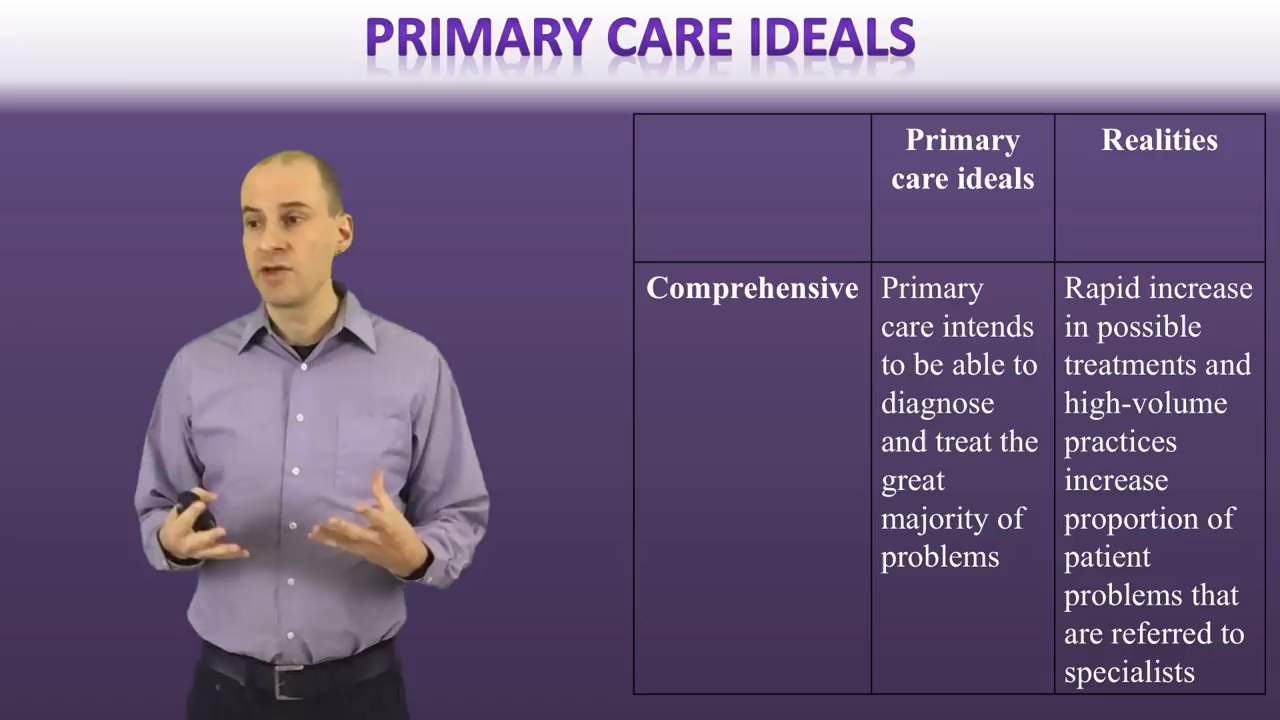 PRIMARY CARE IDEALS
Primary
care ideals
Realities
Comprehensive
Primary
care intends
to be able to
diagnose
and treat the
great
majority of
problems
Rapid increase
in possible
treatments and
high-volume
practices
increase
proportion of
patient
problems that
are referred to
specialists